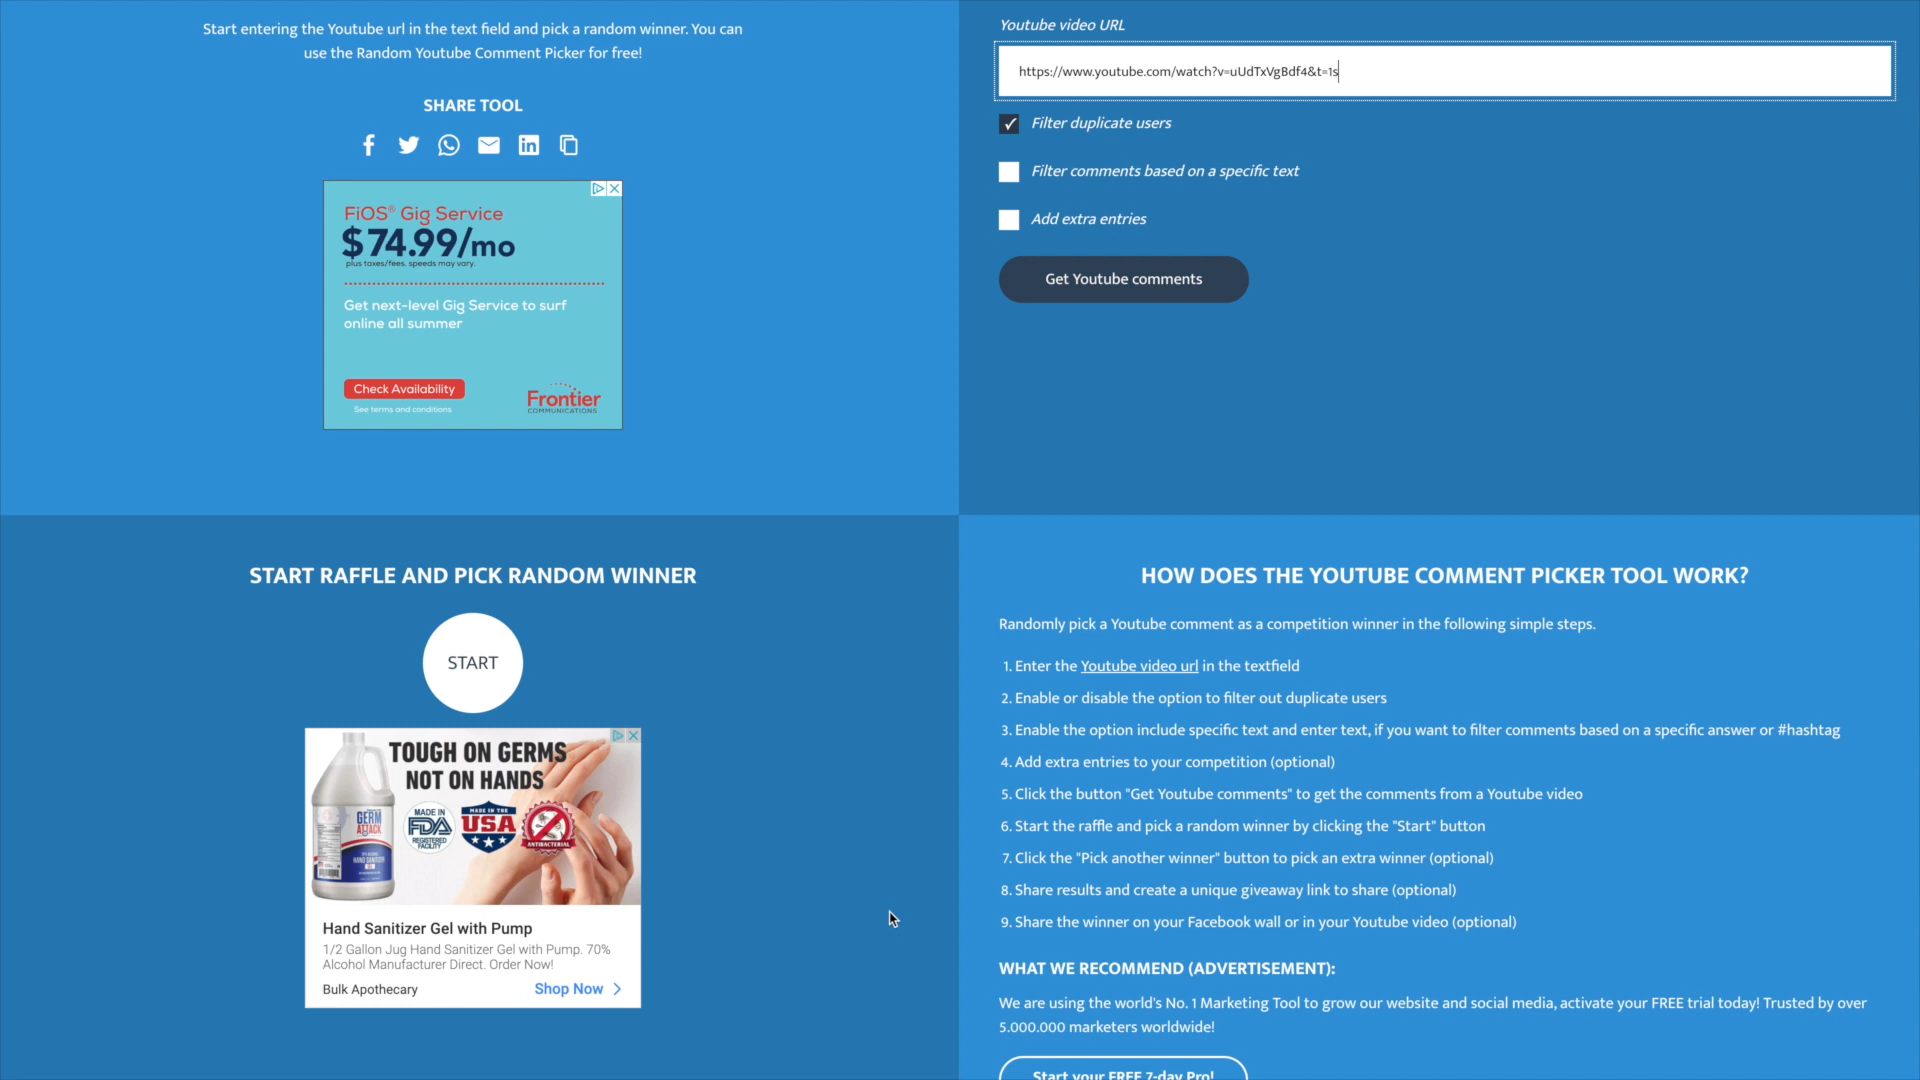 Start entering the Youtube url in the text field and pick a random winner. You can
use the Random Youtube Comment Picker for free!
SHARE TOOL
FiOS® Gig Service
$74.99/mo
plus taxes/fees. speeds may vary.
Get next-level Gig Service to surf
online all summer
Check Availability
See terms and conditions
Frontier
COMMUNICATIONS
Youtube video URL
https://www.youtube.com/watch?v=uUdTxVgBdf4&t=1s
Filter duplicate users
Filter comments based on a specific text
Add extra entries
Get Youtube comments
START RAFFLE AND PICK RANDOM WINNER
START
TOUGH ON GERMS
NOT ON HANDS
GERM
ATTACK
HAND SANITIZER
MADE IN
FDA
REGISTERED
FACILITY
MADE IN THE
USA
ANTIBACTERIAL
Hand Sanitizer Gel with Pump
1/2 Gallon Jug Hand Sanitizer Gel with Pump. 70%
Alcohol Manufacturer Direct. Order Now!
Bulk Apothecary
Shop Now
HOW DOES THE YOUTUBE COMMENT PICKER TOOL WORK?
Randomly pick a Youtube comment as a competition winner in the following simple steps.
1. Enter the Youtube video url in the textfield
2. Enable or disable the option to filter out duplicate users
3. Enable the option include specific text and enter text, if you want to filter comments based on a specific answer or #hashtag
4. Add extra entries to your competition (optional)
5. Click the button "Get Youtube comments" to get the comments from a Youtube video
6. Start the raffle and pick a random winner by clicking the "Start" button
7. Click the "Pick another winner" button to pick an extra winner (optional)
8. Share results and create a unique giveaway link to share (optional)
9. Share the winner on your Facebook wall or in your Youtube video (optional)
WHAT WE RECOMMEND (ADVERTISEMENT):
We are using the world's No. 1 Marketing Tool to grow our website and social media, activate your FREE trial today! Trusted by over
5.000.000 marketers worldwide!
Start your FREE 7-day Pro!